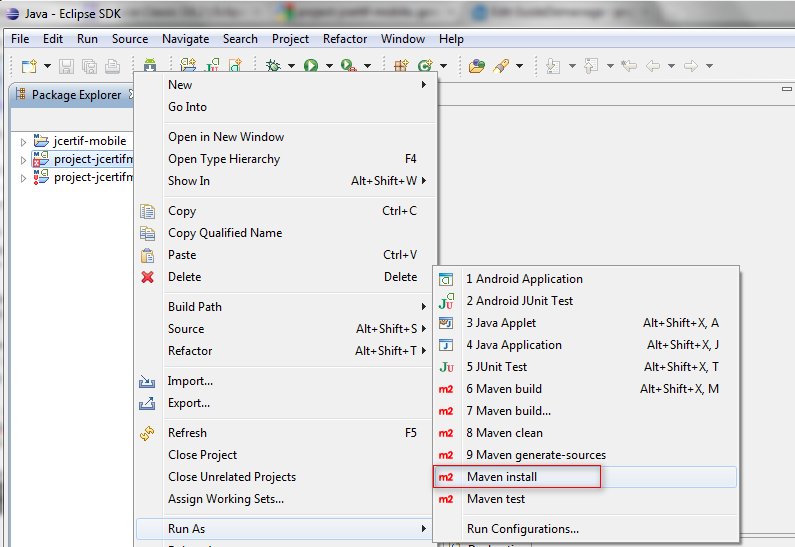 Java - Eclipse SDK
File Edit Run Source Navigate Search Project Refactor Window Help
Package Explorer
jcertif-mobile
project-jcertifm
project-jcertifm
New
Go Into
Open in New Window
Open Type Hierarchy F4
Show In Alt+Shift+W
Copy Ctrl+C
Copy Qualified Name
Paste Ctrl+V
Delete Delete
Build Path
Source Alt+Shift+S
Refactor Alt+Shift+T
Import...
Export...
Refresh F5
Close Project
Close Unrelated Projects
Assign Working Sets...
Run As
1 Android Application
2 Android JUnit Test
3 Java Applet Alt+Shift+X, A
4 Java Application Alt+Shift+X, J
5 JUnit Test Alt+Shift+X, T
m2 6 Maven build Alt+Shift+X, M
m2 7 Maven build...
m2 8 Maven clean
m2 9 Maven generate-sources
m2 Maven install
m2 Maven test
Run Configurations...